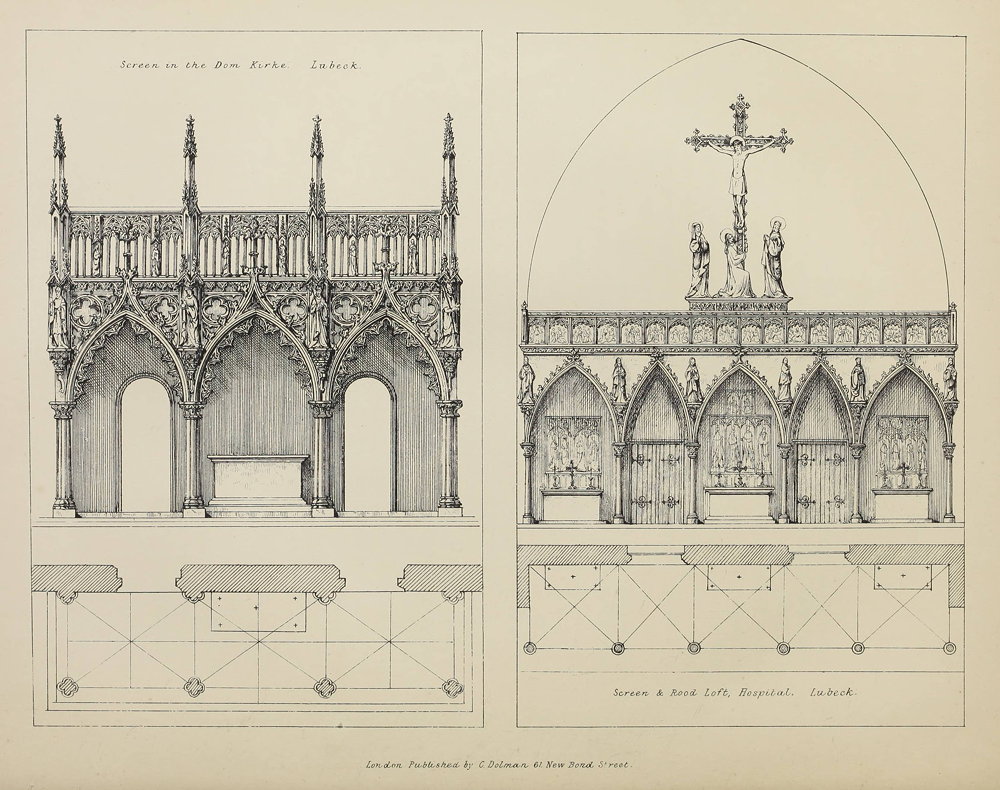 Screen in the Dom Kirke. Lubeck.
Screen & Rood Loft, Hospital. Lubeck.
London Published by C. Dolman 61 New Bond Street.